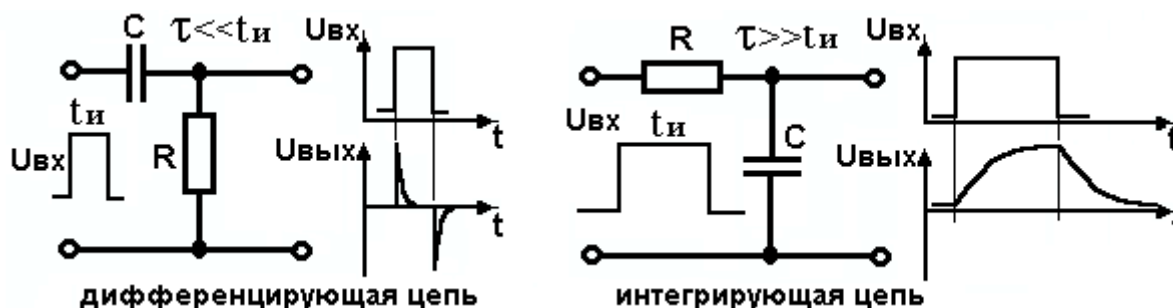 C τ<<tи
Uвх
t
tи
Uвх
R
Uвых
t
дифференцирующая цепь
R τ>>tи
Uвх
t
Uвх tи
C
Uвых
t
интегрирующая цепь